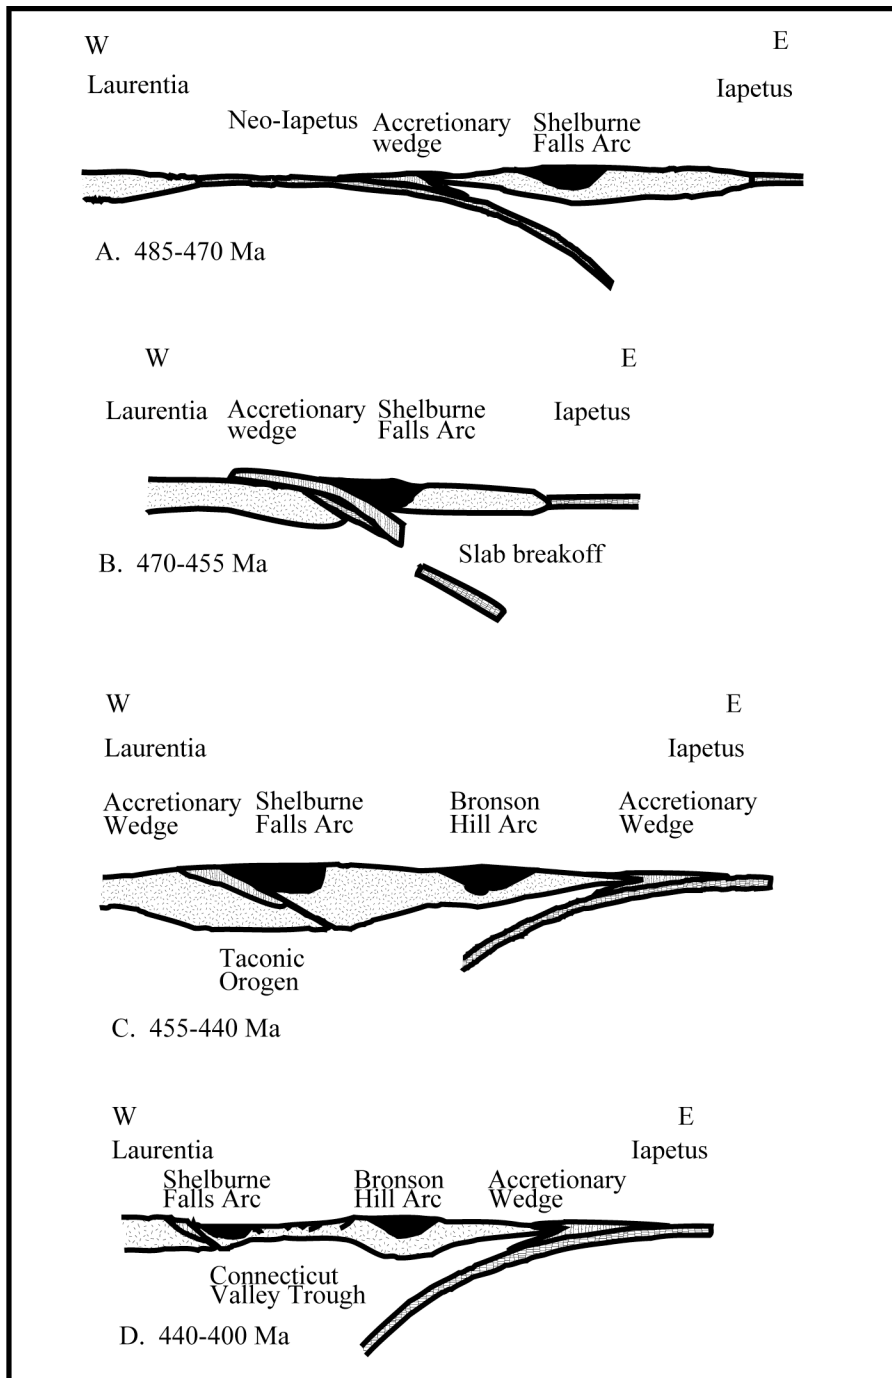 W
E
Laurentia
Iapetus
Neo-Iapetus
Accretionary
wedge
Shelburne
Falls Arc
A. 485-470 Ma
W
E
Laurentia
Accretionary
wedge
Shelburne
Falls Arc
Iapetus
Slab breakoff
B. 470-455 Ma
W
E
Laurentia
Iapetus
Accretionary
Wedge
Shelburne
Falls Arc
Bronson
Hill Arc
Accretionary
Wedge
Taconic
Orogen
C. 455-440 Ma
W
E
Laurentia
Iapetus
Shelburne
Falls Arc
Bronson
Hill Arc
Accretionary
Wedge
Connecticut
Valley Trough
D. 440-400 Ma